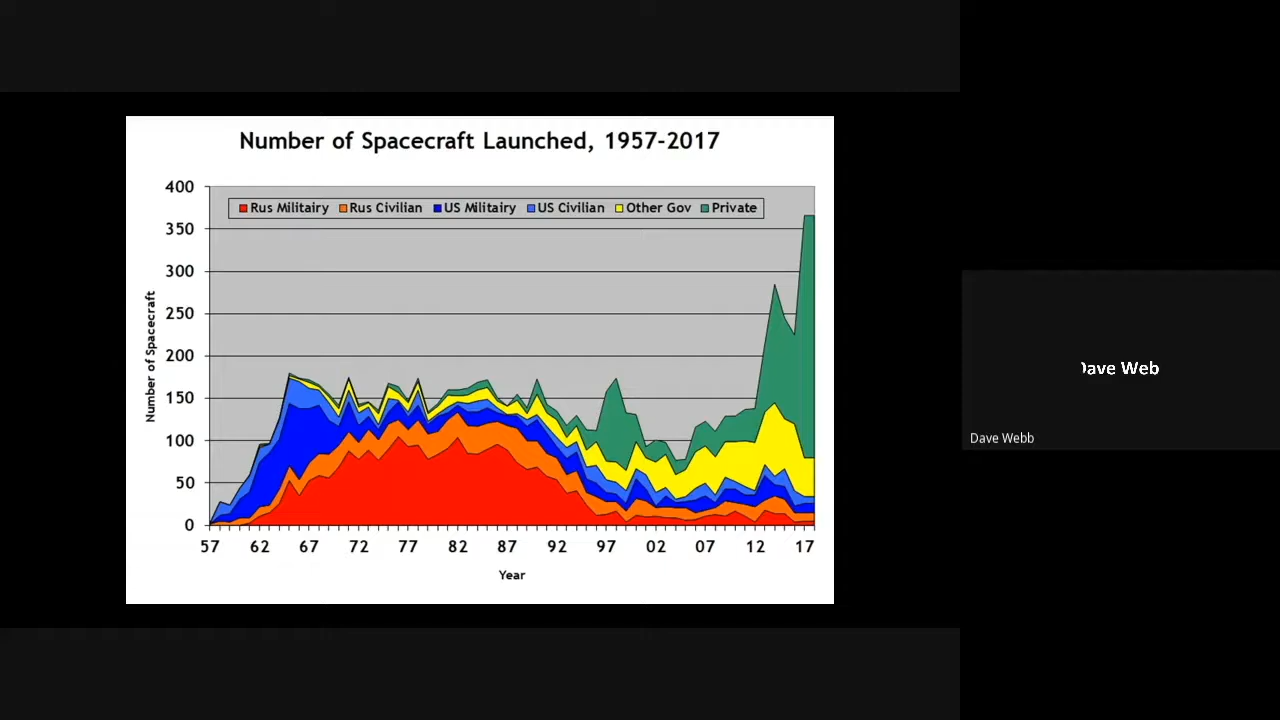 Number of Spacecraft Launched, 1957-2017
400
Rus Militairy Rus Civilian US Militairy US Civilian Other Gov Private
350
300
250
200
150
100
50
0
Number of Spacecraft
57 62 67 72 77 82 87 92 97 02 07 12 17
Year
Dave Web
Dave Webb